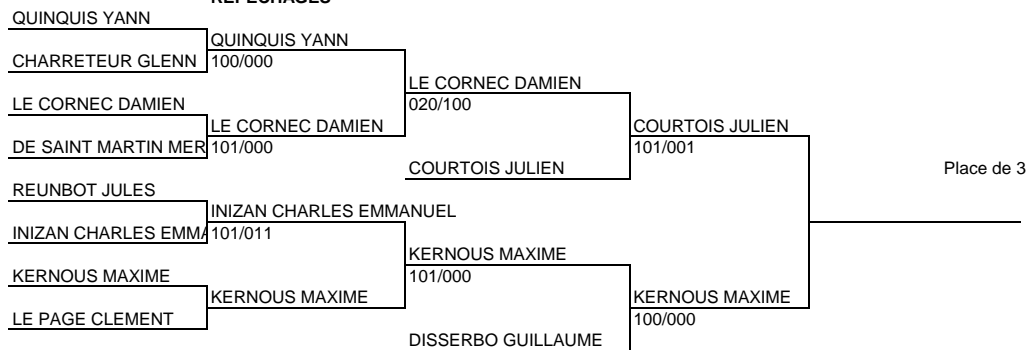 QUINQUIS YANN
CHARRETEUR GLENN
LE CORNEC DAMIEN
DE SAINT MARTIN MER
REUNBOT JULES
INIZAN CHARLES EMMA
KERNOUS MAXIME
LE PAGE CLEMENT
QUINQUIS YANN
100/000
LE CORNEC DAMIEN
101/000
INIZAN CHARLES EMMANUEL
101/011
KERNOUS MAXIME
LE CORNEC DAMIEN
020/100
COURTOIS JULIEN
KERNOUS MAXIME
101/000
DISSERBO GUILLAUME
COURTOIS JULIEN
101/001
KERNOUS MAXIME
100/000
Place de 3